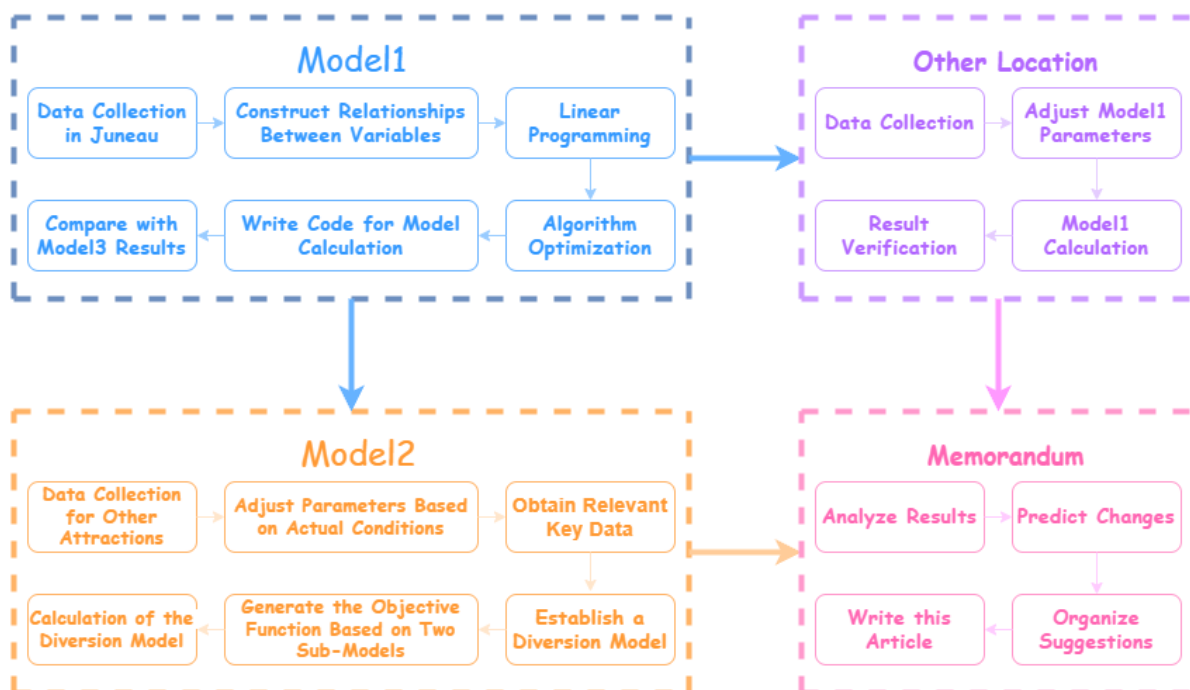 Model1
Data Collection
in Juneau
Construct Relationships
Between Variables
Linear
Programming
Compare with
Model3 Results
Write Code for Model
Calculation
Algorithm
Optimization
Other Location
Data Collection
Adjust Model1
Parameters
Result
Verification
Model1
Calculation
Model2
Data Collection
for Other
Attractions
Adjust Parameters Based
on Actual Conditions
Obtain Relevant
Key Data
Calculation of the
Diversion Model
Generate the Objective
Function Based on Two
Sub-Models
Establish a
Diversion Model
Memorandum
Analyze Results
Predict Changes
Write this
Article
Organize
Suggestions